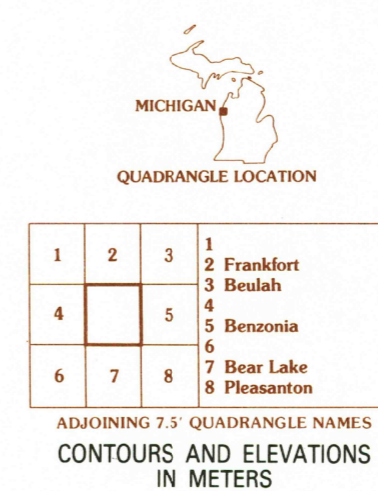 MICHIGAN
QUADRANGLE LOCATION
1 2 3
4 5
6 7 8
1
2 Frankfort
3 Beulah
4
5 Benzonia
6
7 Bear Lake
8 Pleasanton
ADJOINING 7.5′ QUADRANGLE NAMES
CONTOURS AND ELEVATIONS
IN METERS